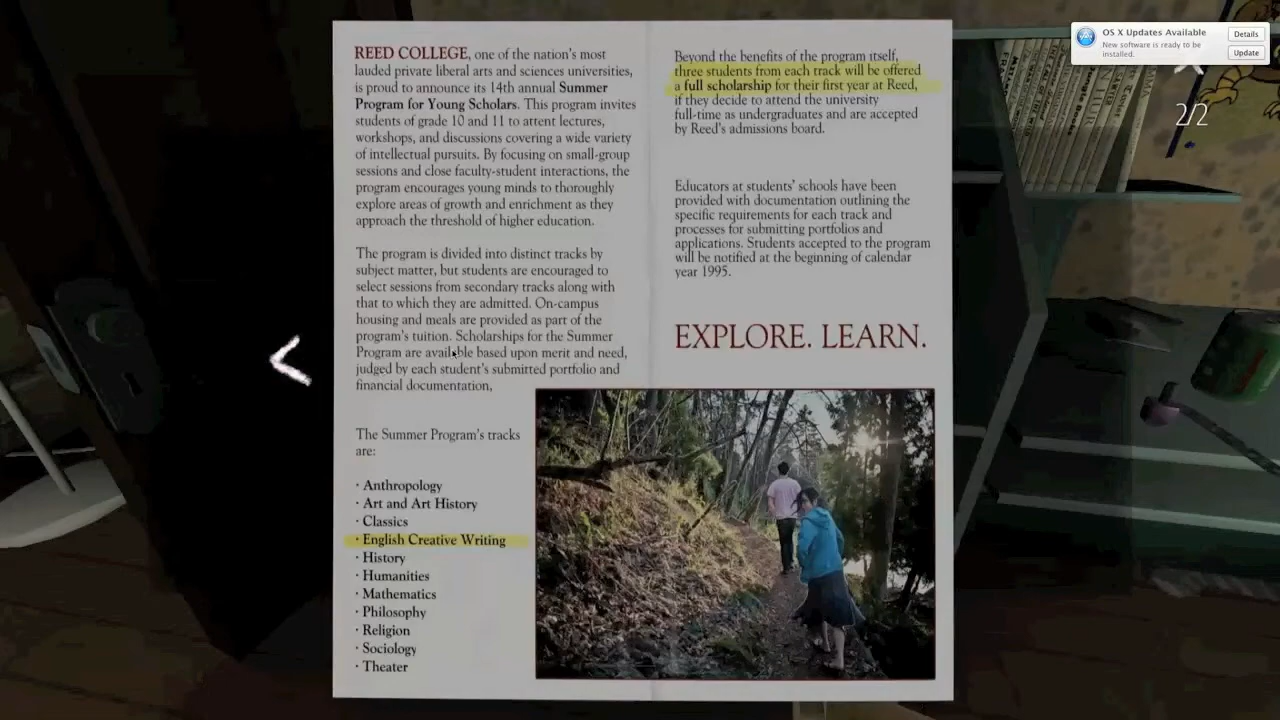 REED COLLEGE, one of the nation's most
lauded private liberal arts and sciences universities,
is proud to announce its 14th annual Summer
Program for Young Scholars. This program invites
students of grade 10 and 11 to attent lectures,
workshops, and discussions covering a wide variety
of intellectual pursuits. By focusing on small-group
sessions and close faculty-student interactions, the
program encourages young minds to thoroughly
explore areas of growth and enrichment as they
approach the threshold of higher education.
The program is divided into distinct tracks by
subject matter, but students are encouraged to
select sessions from secondary tracks along with
that to which they are admitted. On-campus
housing and meals are provided as part of the
program's tuition. Scholarships for the Summer
Program are available based upon merit and need,
judged by each student's submitted portfolio and
financial documentation,
The Summer Program's tracks
are:
· Anthropology
· Art and Art History
· Classics
· English Creative Writing
· History
· Humanities
· Mathematics
· Philosophy
· Religion
· Sociology
· Theater
Beyond the benefits of the program itself,
three students from each track will be offered
a full scholarship for their first year at Reed,
if they decide to attend the university
full-time as undergraduates and are accepted
by Reed's admissions board.
Educators at students' schools have been
provided with documentation outlining the
specific requirements for each track and
processes for submitting portfolios and
applications. Students accepted to the program
will be notified at the beginning of calendar
year 1995.
EXPLORE. LEARN.
OS X Updates Available
New software is ready to be
installed.
Details
Update
2/2